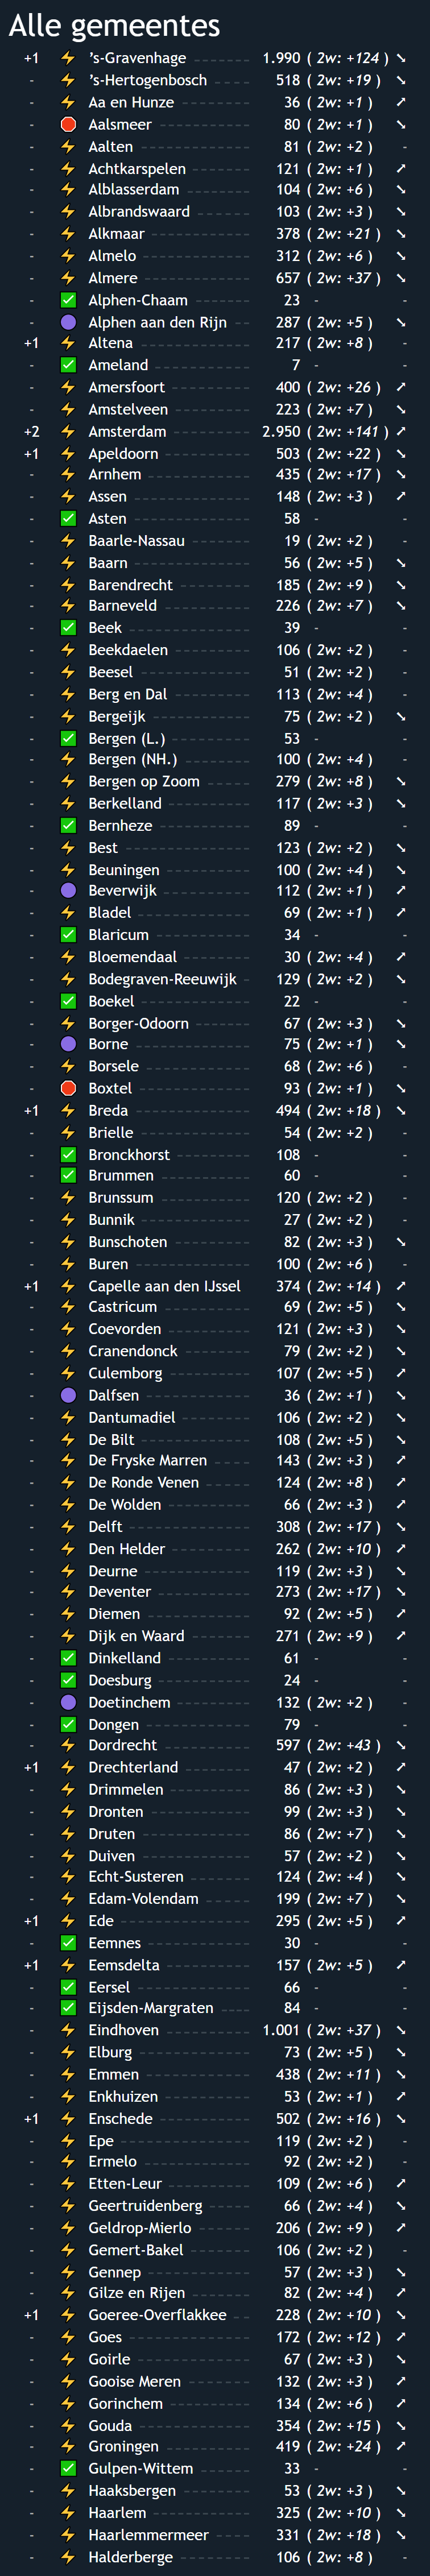 Alle gemeentes
+1 ’s-Gravenhage 1.990 ( 2w: +124 ) ↘
- ’s-Hertogenbosch 518 ( 2w: +19 ) ↘
- Aa en Hunze 36 ( 2w: +1 ) ↗
- Aalsmeer 80 ( 2w: +1 ) ↘
- Aalten 81 ( 2w: +2 ) -
- Achtkarspelen 121 ( 2w: +1 ) ↗
- Alblasserdam 104 ( 2w: +6 ) ↘
- Albrandswaard 103 ( 2w: +3 ) ↘
- Alkmaar 378 ( 2w: +21 ) ↘
- Almelo 312 ( 2w: +6 ) ↘
- Almere 657 ( 2w: +37 ) ↘
- Alphen-Chaam 23 - -
- Alphen aan den Rijn 287 ( 2w: +5 ) ↘
+1 Altena 217 ( 2w: +8 ) -
- Ameland 7 - -
- Amersfoort 400 ( 2w: +26 ) ↗
- Amstelveen 223 ( 2w: +7 ) ↘
+2 Amsterdam 2.950 ( 2w: +141 ) ↗
+1 Apeldoorn 503 ( 2w: +22 ) ↘
- Arnhem 435 ( 2w: +17 ) ↘
- Assen 148 ( 2w: +3 ) ↗
- Asten 58 - -
- Baarle-Nassau 19 ( 2w: +2 ) -
- Baarn 56 ( 2w: +5 ) ↘
- Barendrecht 185 ( 2w: +9 ) ↘
- Barneveld 226 ( 2w: +7 ) ↘
- Beek 39 - -
- Beekdaelen 106 ( 2w: +2 ) -
- Beesel 51 ( 2w: +2 ) -
- Berg en Dal 113 ( 2w: +4 ) -
- Bergeijk 75 ( 2w: +2 ) ↘
- Bergen (L.) 53 - -
- Bergen (NH.) 100 ( 2w: +4 ) -
- Bergen op Zoom 279 ( 2w: +8 ) ↘
- Berkelland 117 ( 2w: +3 ) ↘
- Bernheze 89 - -
- Best 123 ( 2w: +2 ) ↘
- Beuningen 100 ( 2w: +4 ) ↘
- Beverwijk 112 ( 2w: +1 ) ↗
- Bladel 69 ( 2w: +1 ) ↗
- Blaricum 34 - -
- Bloemendaal 30 ( 2w: +4 ) ↗
- Bodegraven-Reeuwijk 129 ( 2w: +2 ) ↘
- Boekel 22 - -
- Borger-Odoorn 67 ( 2w: +3 ) ↘
- Borne 75 ( 2w: +1 ) ↘
- Borsele 68 ( 2w: +6 ) -
- Boxtel 93 ( 2w: +1 ) ↘
+1 Breda 494 ( 2w: +18 ) ↘
- Brielle 54 ( 2w: +2 ) -
- Bronckhorst 108 - -
- Brummen 60 - -
- Brunssum 120 ( 2w: +2 ) -
- Bunnik 27 ( 2w: +2 ) -
- Bunschoten 82 ( 2w: +3 ) ↘
- Buren 100 ( 2w: +6 ) -
+1 Capelle aan den IJssel 374 ( 2w: +14 ) ↗
- Castricum 69 ( 2w: +5 ) ↘
- Coevorden 121 ( 2w: +3 ) ↘
- Cranendonck 79 ( 2w: +2 ) ↘
- Culemborg 107 ( 2w: +5 ) ↗
- Dalfsen 36 ( 2w: +1 ) ↘
- Dantumadiel 106 ( 2w: +2 ) ↘
- De Bilt 108 ( 2w: +5 ) ↘
- De Fryske Marren 143 ( 2w: +3 ) ↗
- De Ronde Venen 124 ( 2w: +8 ) ↗
- De Wolden 66 ( 2w: +3 ) ↗
- Delft 308 ( 2w: +17 ) ↘
- Den Helder 262 ( 2w: +10 ) ↗
- Deurne 119 ( 2w: +3 ) ↘
- Deventer 273 ( 2w: +17 ) ↘
- Diemen 92 ( 2w: +5 ) ↗
- Dijk en Waard 271 ( 2w: +9 ) ↗
- Dinkelland 61 - -
- Doesburg 24 - -
- Doetinchem 132 ( 2w: +2 ) -
- Dongen 79 - -
- Dordrecht 597 ( 2w: +43 ) ↘
+1 Drechterland 47 ( 2w: +2 ) ↗
- Drimmelen 86 ( 2w: +3 ) ↘
- Dronten 99 ( 2w: +3 ) ↘
- Druten 86 ( 2w: +7 ) ↘
- Duiven 57 ( 2w: +2 ) ↘
- Echt-Susteren 124 ( 2w: +4 ) ↘
- Edam-Volendam 199 ( 2w: +7 ) ↘
+1 Ede 295 ( 2w: +5 ) ↗
- Eemnes 30 - -
+1 Eemsdelta 157 ( 2w: +5 ) ↗
- Eersel 66 - -
- Eijsden-Margraten 84 - -
- Eindhoven 1.001 ( 2w: +37 ) ↘
- Elburg 73 ( 2w: +5 ) ↘
- Emmen 438 ( 2w: +11 ) ↘
- Enkhuizen 53 ( 2w: +1 ) ↗
+1 Enschede 502 ( 2w: +16 ) ↘
- Epe 119 ( 2w: +2 ) -
- Ermelo 92 ( 2w: +2 ) -
- Etten-Leur 109 ( 2w: +6 ) ↗
- Geertruidenberg 66 ( 2w: +4 ) ↘
- Geldrop-Mierlo 206 ( 2w: +9 ) ↗
- Gemert-Bakel 106 ( 2w: +2 ) -
- Gennep 57 ( 2w: +3 ) ↘
- Gilze en Rijen 82 ( 2w: +4 ) ↗
+1 Goeree-Overflakkee 228 ( 2w: +10 ) ↘
- Goes 172 ( 2w: +12 ) ↗
- Goirle 67 ( 2w: +3 ) ↘
- Gooise Meren 132 ( 2w: +3 ) ↗
- Gorinchem 134 ( 2w: +6 ) ↗
- Gouda 354 ( 2w: +15 ) ↘
- Groningen 419 ( 2w: +24 ) ↗
- Gulpen-Wittem 33 - -
- Haaksbergen 53 ( 2w: +3 ) ↘
- Haarlem 325 ( 2w: +10 ) ↘
- Haarlemmermeer 331 ( 2w: +18 ) ↘
- Halderberge 106 ( 2w: +8 ) -